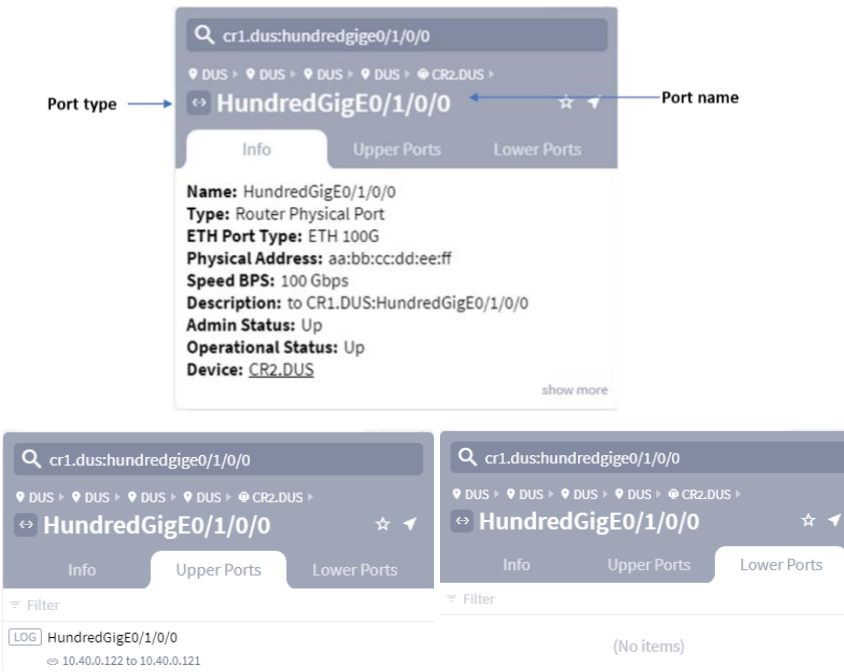 cr1.dus:hundredgige0/1/0/0
DUS DUS DUS DUS CR2.DUS
Port type
HundredGigE0/1/0/0
Port name
Info Upper Ports Lower Ports
Name: HundredGigE0/1/0/0
Type: Router Physical Port
ETH Port Type: ETH 100G
Physical Address: aa:bb:cc:dd:ee:ff
Speed BPS: 100 Gbps
Description: to CR1.DUS:HundredGigE0/1/0/0
Admin Status: Up
Operational Status: Up
Device: CR2.DUS
show more
cr1.dus:hundredgige0/1/0/0
DUS DUS DUS DUS CR2.DUS
HundredGigE0/1/0/0
Info Upper Ports Lower Ports
Filter
LOG HundredGigE0/1/0/0
10.40.0.122 to 10.40.0.121
cr1.dus:hundredgige0/1/0/0
DUS DUS DUS DUS CR2.DUS
HundredGigE0/1/0/0
Info Upper Ports Lower Ports
Filter
(No items)